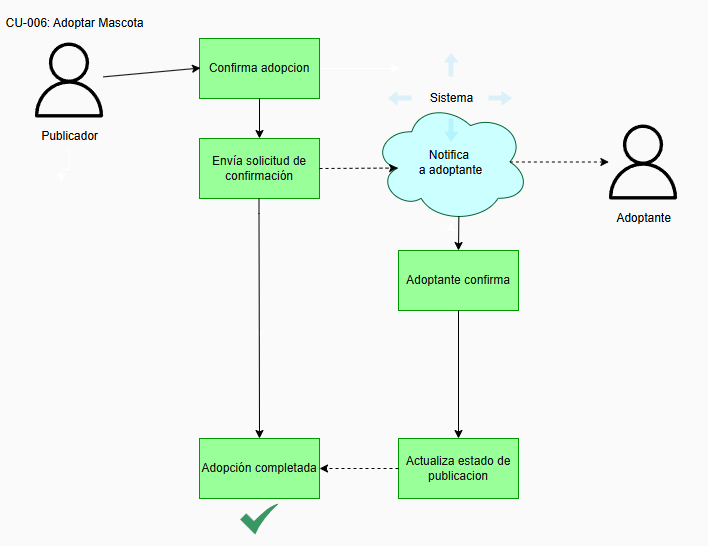 CU-006: Adoptar Mascota
Confirma adopcion
Sistema
Publicador
Envía solicitud de
confirmación
Notifica
a adoptante
Adoptante
Adoptante confirma
Adopción completada
Actualiza estado de
publicacion